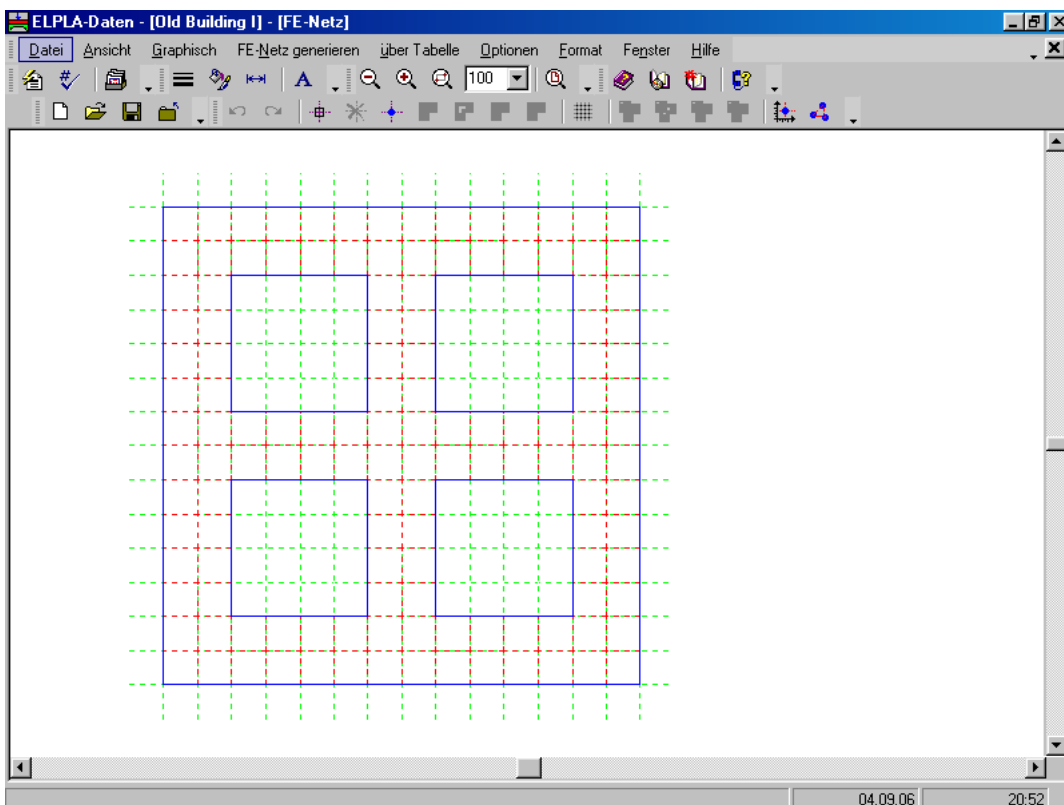 ELPLA-Daten - [Old Building I] - [FE-Netz]
Datei Ansicht Graphisch FE-Netz generieren über Tabelle Optionen Format Fenster Hilfe
A 100
04.09.06 20:52